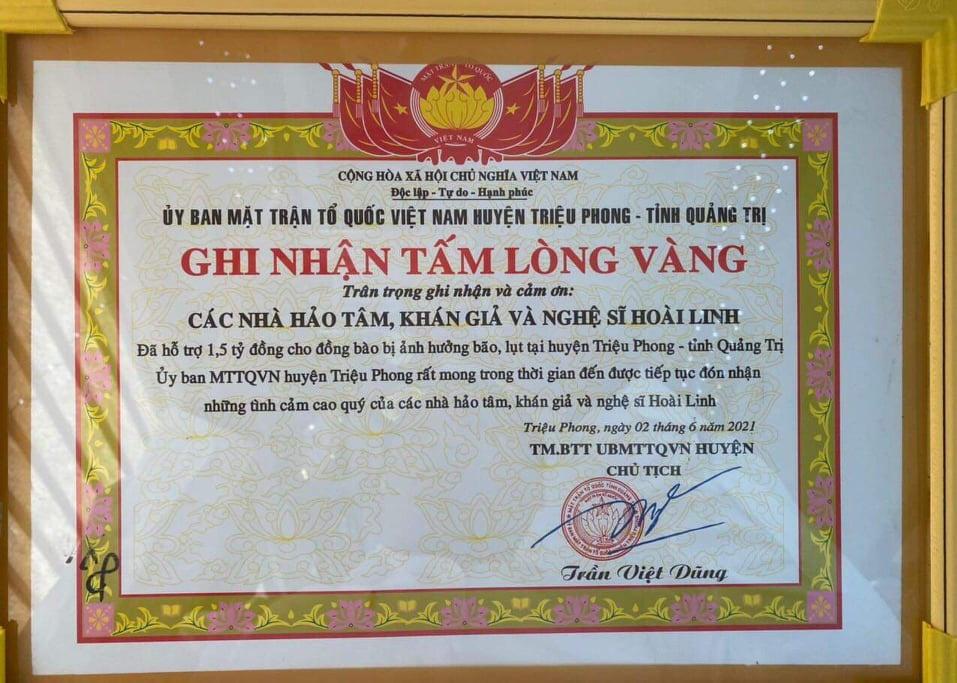 MẶT TRẬN TỔ QUỐC
VIỆT NAM
CỘNG HÒA XÃ HỘI CHỦ NGHĨA VIỆT NAM
Độc lập - Tự do - Hạnh phúc
ỦY BAN MẶT TRẬN TỔ QUỐC VIỆT NAM HUYỆN TRIỆU PHONG - TỈNH QUẢNG TRỊ
GHI NHẬN TẤM LÒNG VÀNG
Trân trọng ghi nhận và cảm ơn:
CÁC NHÀ HẢO TÂM, KHÁN GIẢ VÀ NGHỆ SĨ HOÀI LINH
Đã hỗ trợ 1,5 tỷ đồng cho đồng bào bị ảnh hưởng bão, lụt tại huyện Triệu Phong - tỉnh Quảng Trị
Ủy ban MTTQVN huyện Triệu Phong rất mong trong thời gian đến được tiếp tục đón nhận
những tình cảm cao quý của các nhà hảo tâm, khán giả và nghệ sĩ Hoài Linh
Triệu Phong, ngày 02 tháng 6 năm 2021
TM.BTT UBMTTQVN HUYỆN
CHỦ TỊCH
Trần Việt Dũng